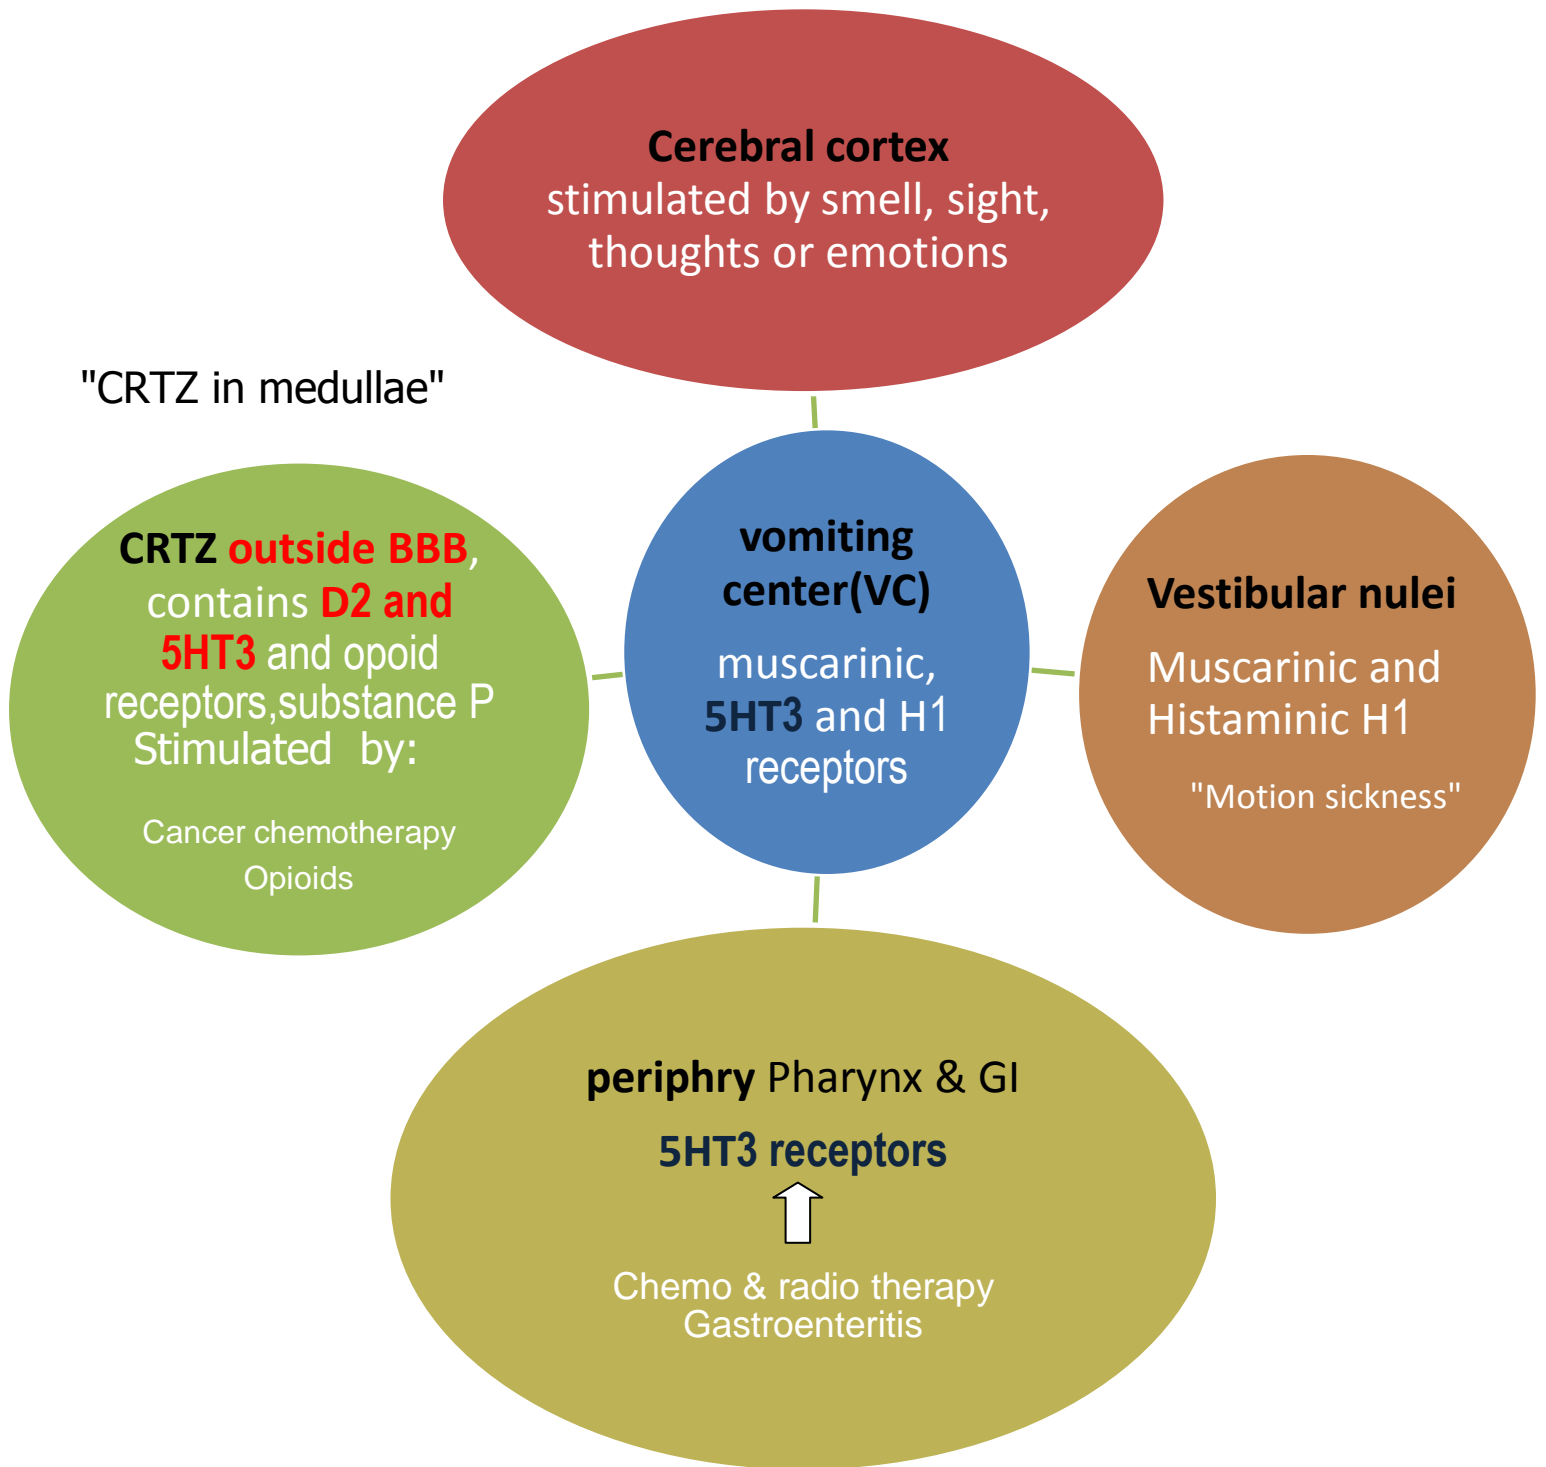 Cerebral cortex
stimulated by smell, sight,
thoughts or emotions
"CRTZ in medullae"
CRTZ outside BBB,
contains D2 and
5HT3 and opoid
receptors,substance P
Stimulated by:
Cancer chemotherapy
Opioids
vomiting
center(VC)
muscarinic,
5HT3 and H1
receptors
Vestibular nulei
Muscarinic and
Histaminic H1
"Motion sickness"
periphry Pharynx & GI
5HT3 receptors
Chemo & radio therapy
Gastroenteritis